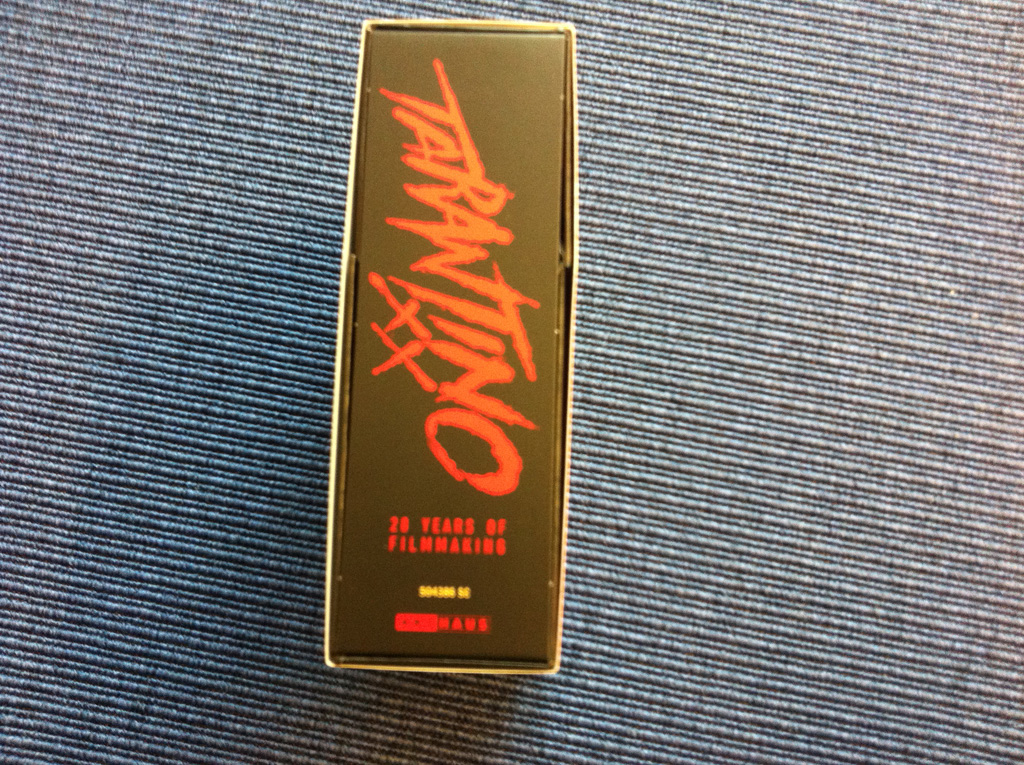 TARANTINO
XX
20 YEARS OF
FILMMAKING
HAUS